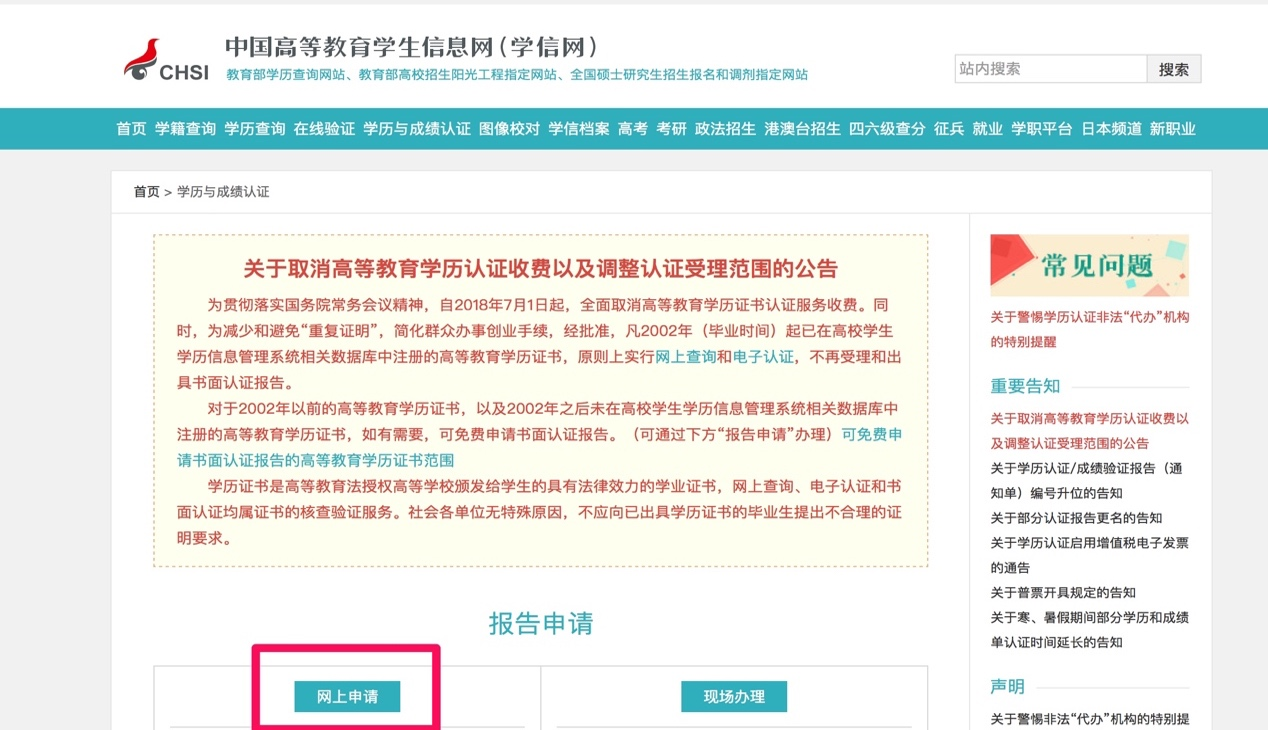 中国高等教育学生信息网(学信网)
CHSI
教育部学历查询网站、教育部高校招生阳光工程指定网站、全国硕士研究生招生报名和调剂指定网站
站内搜索
搜索
首页 学籍查询 学历查询 在线验证 学历与成绩认证 图像校对 学信档案 高考 考研 政法招生 港澳台招生 四六级查分 征兵 就业 学职平台 日本频道 新职业
首页 > 学历与成绩认证
关于取消高等教育学历认证收费以及调整认证受理范围的公告
为贯彻落实国务院常务会议精神，自2018年7月1日起，全面取消高等教育学历证书认证服务收费。同
时，为减少和避免“重复证明”，简化群众办事创业手续，经批准，凡2002年（毕业时间）起已在高校学生
学历信息管理系统相关数据库中注册的高等教育学历证书，原则上实行网上查询和电子认证，不再受理和出
具书面认证报告。
对于2002年以前的高等教育学历证书，以及2002年之后未在高校学生学历信息管理系统相关数据库中
注册的高等教育学历证书，如有需要，可免费申请书面认证报告。（可通过下方“报告申请”办理）可免费申
请书面认证报告的高等教育学历证书范围
学历证书是高等教育法授权高等学校颁发给学生的具有法律效力的学业证书，网上查询、电子认证和书
面认证均属证书的核查验证服务。社会各单位无特殊原因，不应向已出具学历证书的毕业生提出不合理的证
明要求。
报告申请
网上申请
现场办理
常见问题
关于警惕学历认证非法“代办”机构
的特别提醒
重要告知
关于取消高等教育学历认证收费以
及调整认证受理范围的公告
关于学历认证/成绩验证报告（通
知单）编号升位的告知
关于部分认证报告更名的告知
关于学历认证启用增值税电子发票
的通告
关于普票开具规定的告知
关于寒、暑假期间部分学历和成绩
单认证时间延长的告知
声明
关于警惕非法“代办”机构的特别提